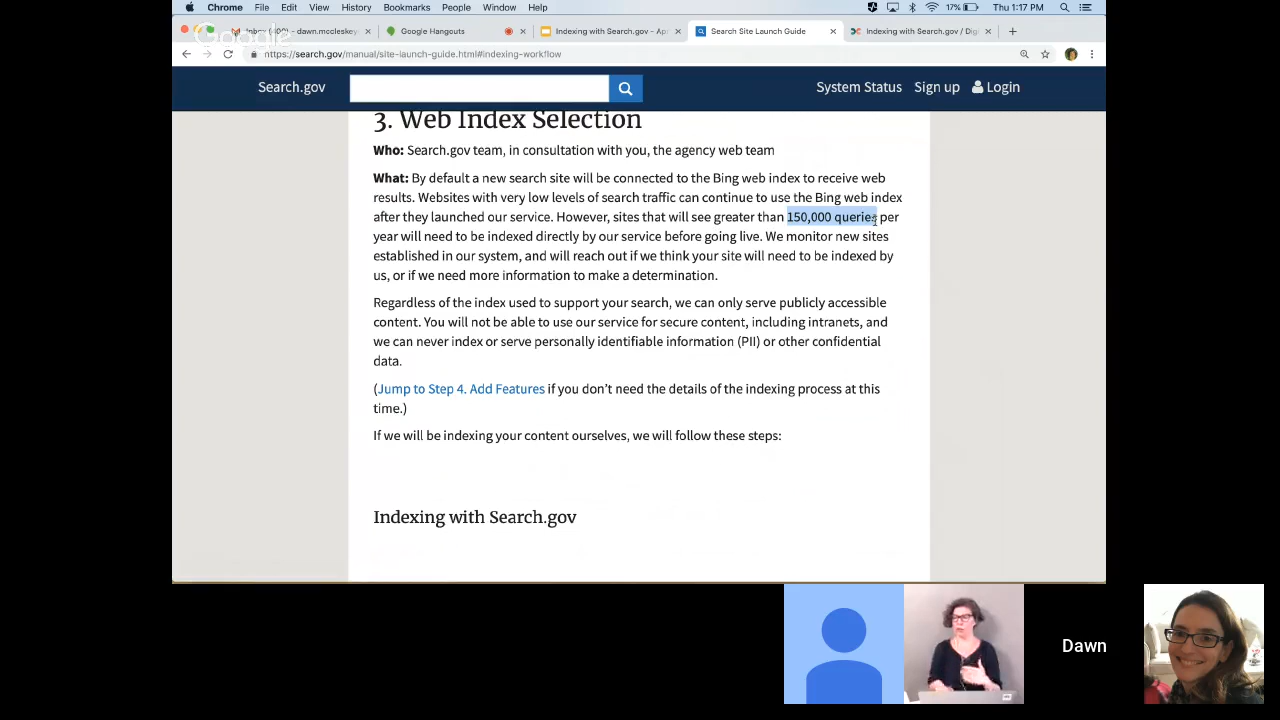 Chrome File Edit View History Bookmarks People Window Help 17% Thu 1:17 PM
Google
Google Hangouts
Indexing with Search.gov - Ap
Search Site Launch Guide
Indexing with Search.gov / Dig
https://search.gov/manual/site-launch-guide.html#indexing-workflow
Search.gov System Status Sign up Login
3. Web Index Selection
Who: Search.gov team, in consultation with you, the agency web team
What: By default a new search site will be connected to the Bing web index to receive web
results. Websites with very low levels of search traffic can continue to use the Bing web index
after they launched our service. However, sites that will see greater than 150,000 queries per
year will need to be indexed directly by our service before going live. We monitor new sites
established in our system, and will reach out if we think your site will need to be indexed by
us, or if we need more information to make a determination.
Regardless of the index used to support your search, we can only serve publicly accessible
content. You will not be able to use our service for secure content, including intranets, and
we can never index or serve personally identifiable information (PII) or other confidential
data.
(Jump to Step 4. Add Features if you don’t need the details of the indexing process at this
time.)
If we will be indexing your content ourselves, we will follow these steps:
Indexing with Search.gov
Dawn